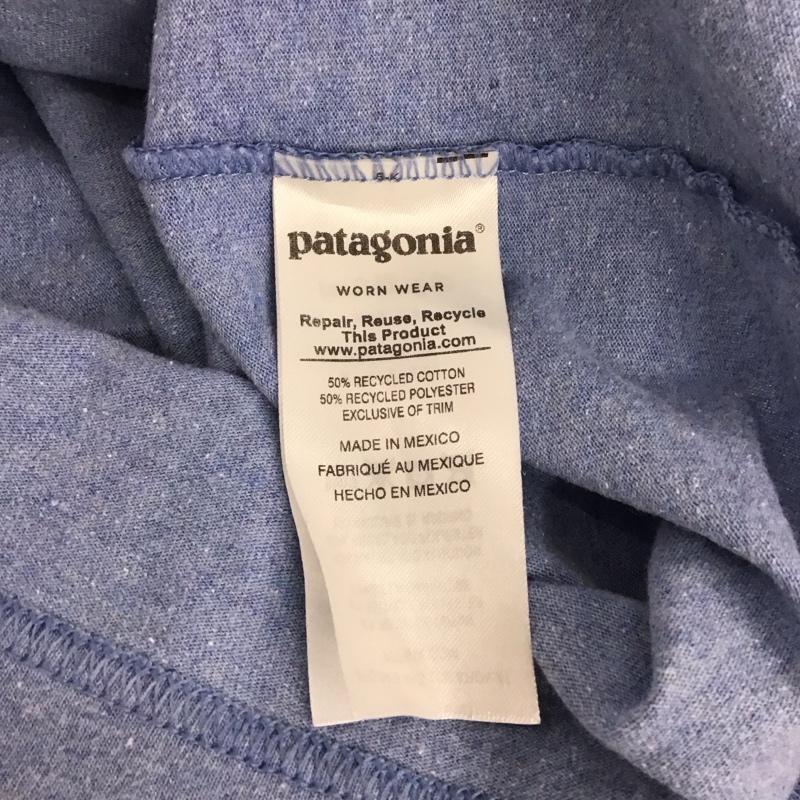 patagonia®
WORN WEAR
Repair, Reuse, Recycle
This Product
www.patagonia.com
50% RECYCLED COTTON
50% RECYCLED POLYESTER
EXCLUSIVE OF TRIM
MADE IN MEXICO
FABRIQUÉ AU MEXIQUE
HECHO EN MEXICO